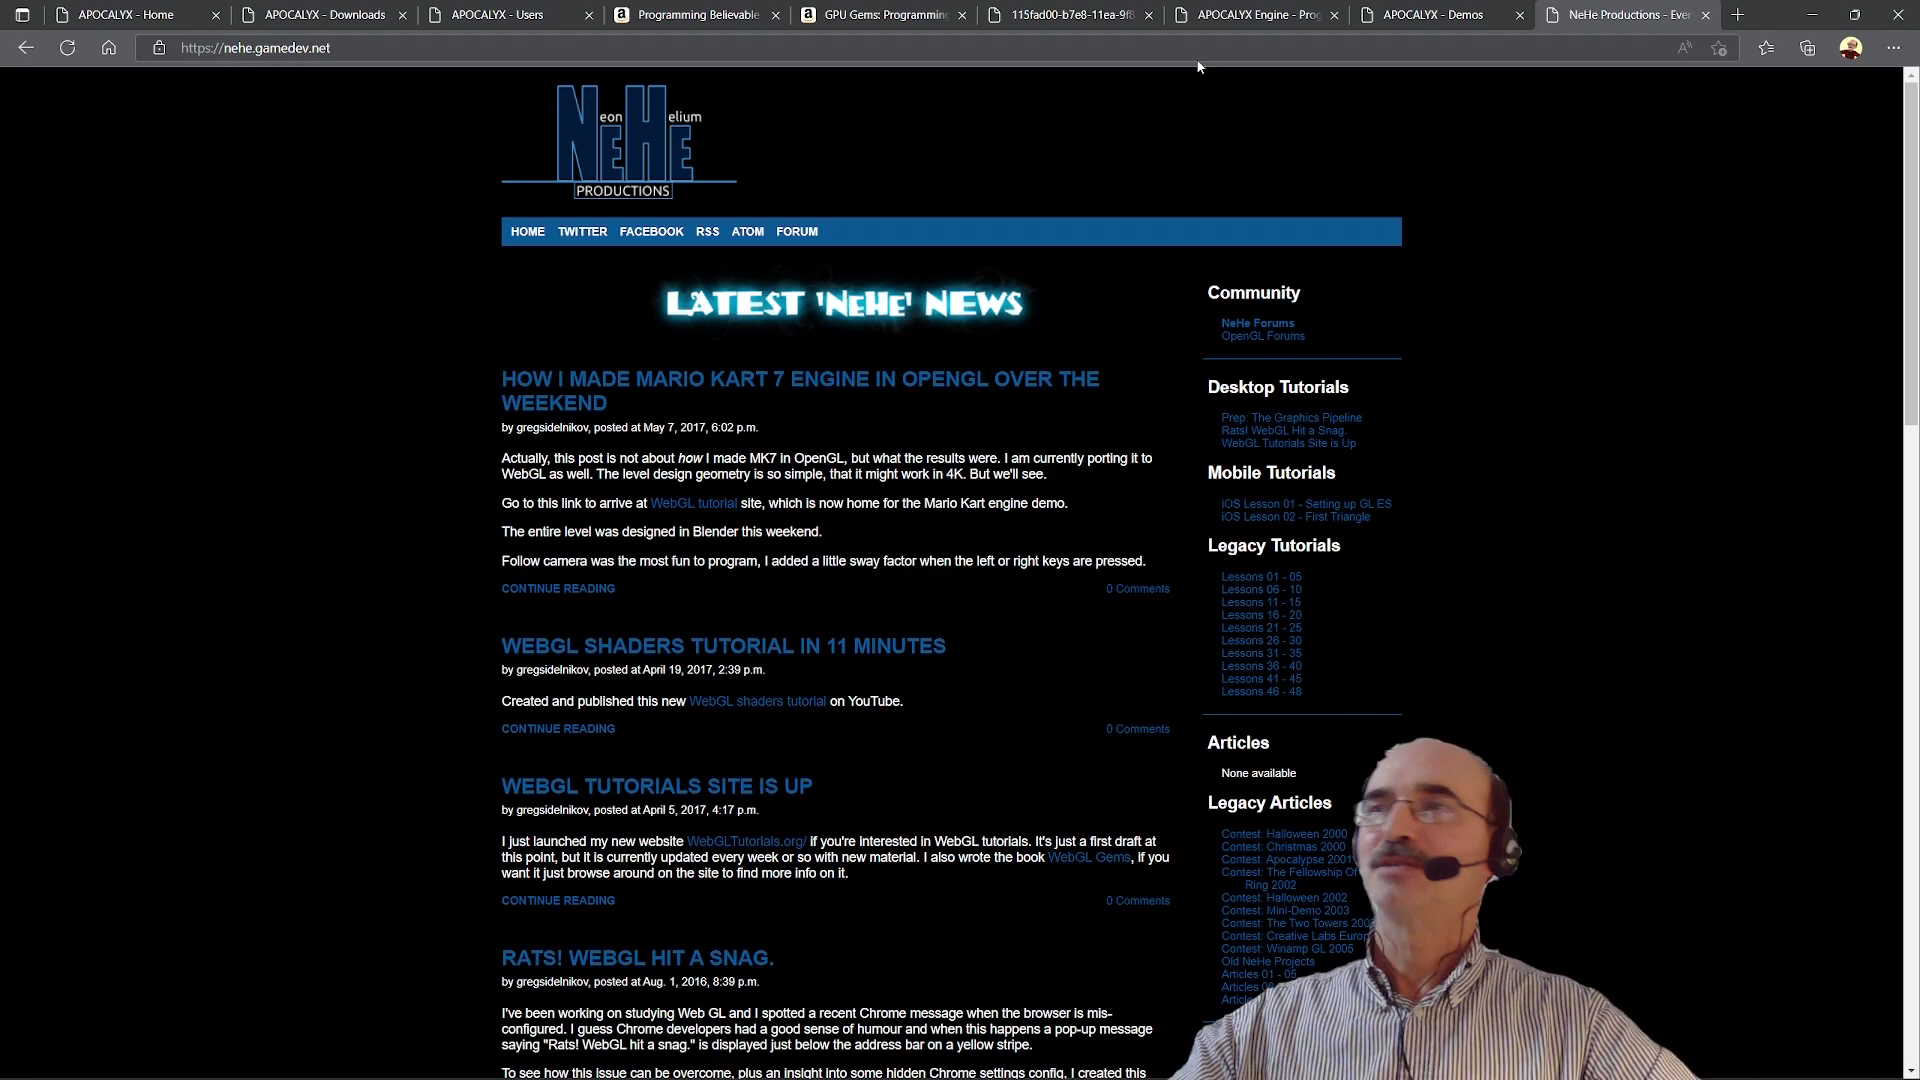 APOCALYX - Home
APOCALYX - Downloads
APOCALYX - Users
Programming Believable
GPU Gems: Programming
115fad00-b7e8-11ea-9f8
APOCALYX Engine - Prog
APOCALYX - Demos
NeHe Productions - Ever
https://nehe.gamedev.net
Neon Helium
NeHe
PRODUCTIONS
HOME TWITTER FACEBOOK RSS ATOM FORUM
LATEST 'NEHE' NEWS
HOW I MADE MARIO KART 7 ENGINE IN OPENGL OVER THE
WEEKEND
by gregsidelnikov, posted at May 7, 2017, 6:02 p.m.
Actually, this post is not about how I made MK7 in OpenGL, but what the results were. I am currently porting it to
WebGL as well. The level design geometry is so simple, that it might work in 4K. But we'll see.
Go to this link to arrive at WebGL tutorial site, which is now home for the Mario Kart engine demo.
The entire level was designed in Blender this weekend.
Follow camera was the most fun to program, I added a little sway factor when the left or right keys are pressed.
CONTINUE READING 0 Comments
WEBGL SHADERS TUTORIAL IN 11 MINUTES
by gregsidelnikov, posted at April 19, 2017, 2:39 p.m.
Created and published this new WebGL shaders tutorial on YouTube.
CONTINUE READING 0 Comments
WEBGL TUTORIALS SITE IS UP
by gregsidelnikov, posted at April 5, 2017, 4:17 p.m.
I just launched my new website WebGLTutorials.org/ if you're interested in WebGL tutorials. It's just a first draft at
this point, but it is currently updated every week or so with new material. I also wrote the book WebGL Gems, if you
want it just browse around on the site to find more info on it.
CONTINUE READING 0 Comments
RATS! WEBGL HIT A SNAG.
by gregsidelnikov, posted at Aug. 1, 2016, 8:39 p.m.
I've been working on studying Web GL and I spotted a recent Chrome message when the browser is mis-
configured. I guess Chrome developers had a good sense of humour and when this happens a pop-up message
saying "Rats! WebGL hit a snag." is displayed just below the address bar on a yellow stripe.
To see how this issue can be overcome, plus an insight into some hidden Chrome settings config, I created this
Community
NeHe Forums
OpenGL Forums
Desktop Tutorials
Prep: The Graphics Pipeline
Rats! WebGL Hit a Snag.
WebGL Tutorials Site is Up
Mobile Tutorials
iOS Lesson 01 - Setting up GL ES
iOS Lesson 02 - First Triangle
Legacy Tutorials
Lessons 01 - 05
Lessons 06 - 10
Lessons 11 - 15
Lessons 16 - 20
Lessons 21 - 25
Lessons 26 - 30
Lessons 31 - 35
Lessons 36 - 40
Lessons 41 - 45
Lessons 46 - 48
Articles
None available
Legacy Articles
Contest: Halloween 2000
Contest: Christmas 2000
Contest: Apocalypse 2001
Contest: The Fellowship Of
Ring 2002
Contest: Halloween 2002
Contest: Mini-Demo 2003
Contest: The Two Towers 200
Contest: Creative Labs Europ
Contest: Winamp GL 2005
Old NeHe Projects
Articles 01 - 05
Articles 0
Article